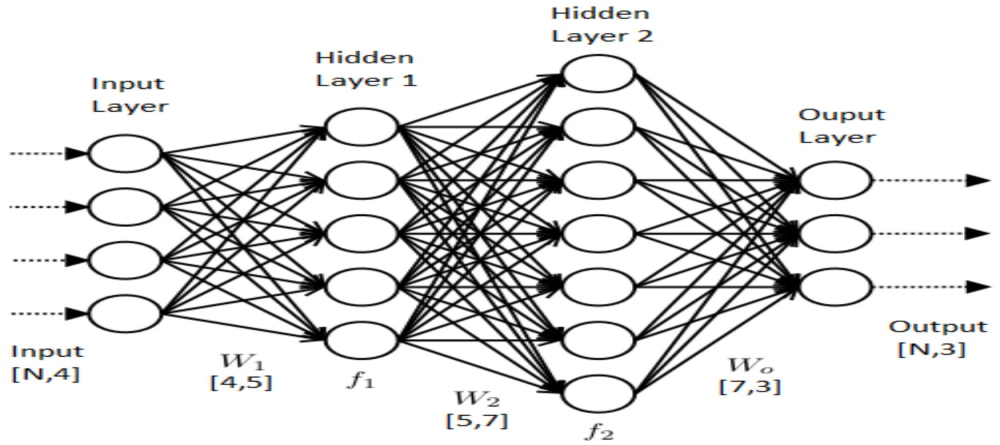 Input
Layer
Hidden
Layer 1
Hidden
Layer 2
Ouput
Layer
Input
[N,4]
W₁
[4,5]
f₁
W₂
[5,7]
f₂
Wₒ
[7,3]
Output
[N,3]